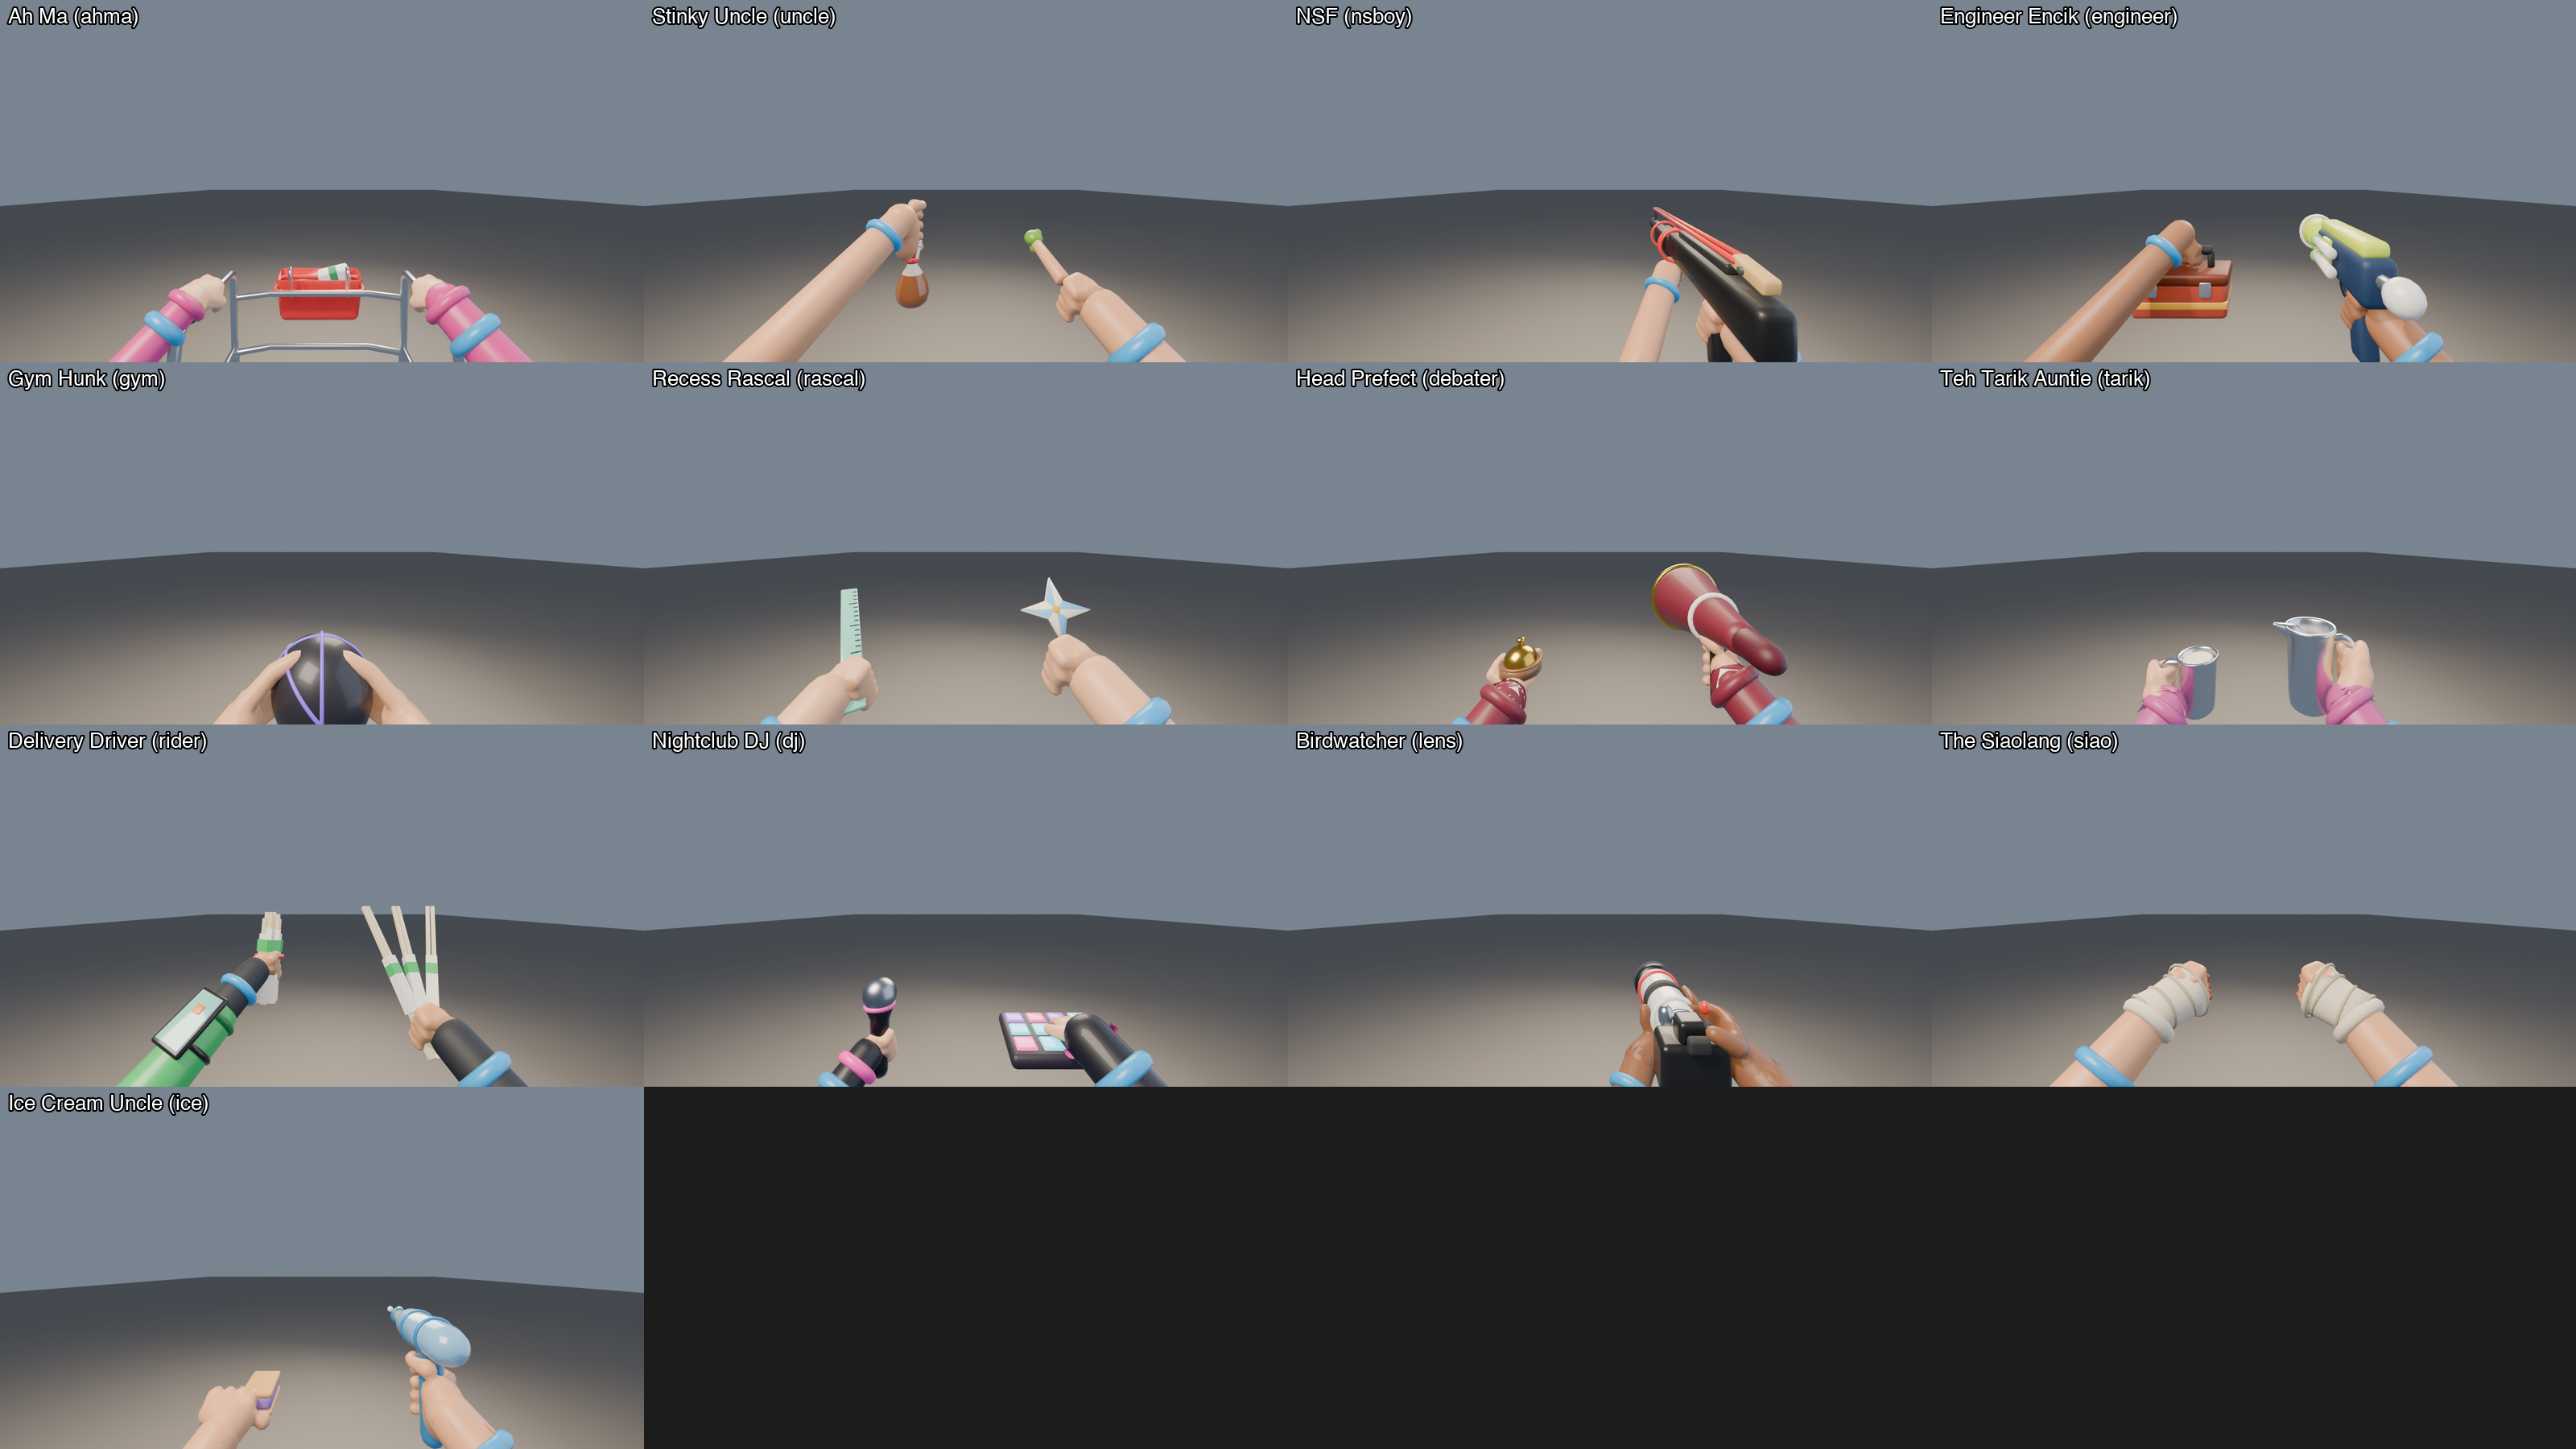 Ah Ma (ahma)
Stinky Uncle (uncle)
NSF (nsboy)
Engineer Encik (engineer)
Gym Hunk (gym)
Recess Rascal (rascal)
Head Prefect (debater)
Teh Tarik Auntie (tarik)
Delivery Driver (rider)
Nightclub DJ (dj)
Birdwatcher (lens)
The Siaolang (siao)
Ice Cream Uncle (ice)